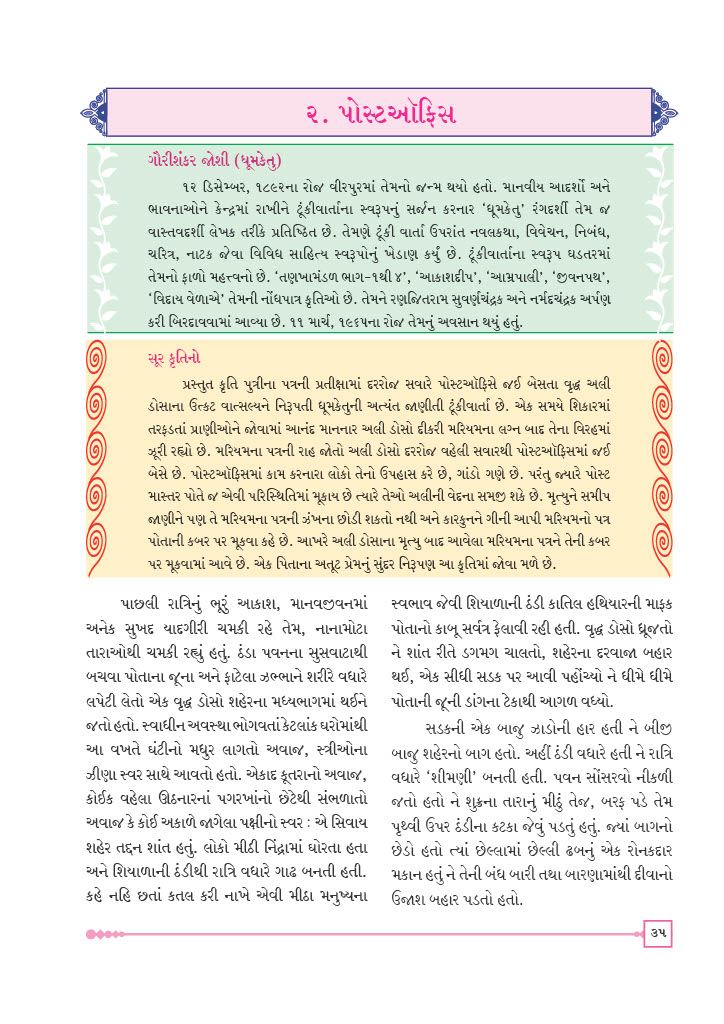 ૨. પોસ્ટઑફિસ
ગૌરીશંકર જોશી (ધૂમકેતુ)
૧૨ ડિસેમ્બર, ૧૮૯૨ના રોજ વીરપુરમાં તેમનો જન્મ થયો હતો. માનવીય આદર્શો અને
ભાવનાઓને કેન્દ્રમાં રાખીને ટૂંકીવાર્તાના સ્વરૂપનું સર્જન કરનાર ‘ધૂમકેતુ’ રંગદર્શી તેમ જ
વાસ્તવદર્શી લેખક તરીકે પ્રતિષ્ઠિત છે. તેમણે ટૂંકી વાર્તા ઉપરાંત નવલકથા, વિવેચન, નિબંધ,
ચરિત્ર, નાટક જેવા વિવિધ સાહિત્ય સ્વરૂપોનું ખેડાણ કર્યું છે. ટૂંકીવાર્તાના સ્વરૂપ ઘડતરમાં
તેમનો ફાળો મહત્ત્વનો છે. ‘તણખામંડળ ભાગ-૧થી ૪’, ‘આકાશદીપ’, ‘આમ્રપાલી’, ‘જીવનપથ’,
‘વિદાય વેળાએ’ તેમની નોંધપાત્ર કૃતિઓ છે. તેમને રણજિતરામ સુવર્ણચંદ્રક અને નર્મદચંદ્રક અર્પણ
કરી બિરદાવવામાં આવ્યા છે. ૧૧ માર્ચ, ૧૯૬૫ના રોજ તેમનું અવસાન થયું હતું.
સૂર કૃતિનો
પ્રસ્તુત કૃતિ પુત્રીના પત્રની પ્રતીક્ષામાં દરરોજ સવારે પોસ્ટઑફિસે જઈ બેસતા વૃદ્ધ અલી
ડોસાના ઉત્કટ વાત્સલ્યને નિરૂપતી ધૂમકેતુની અત્યંત જાણીતી ટૂંકીવાર્તા છે. એક સમયે શિકારમાં
તરફડતાં પ્રાણીઓને જોવામાં આનંદ માનનાર અલી ડોસો દીકરી મરિયમના લગ્ન બાદ તેના વિરહમાં
ઝૂરી રહ્યો છે. મરિયમના પત્રની રાહ જોતો અલી ડોસો દરરોજ વહેલી સવારથી પોસ્ટઑફિસમાં જઈ
બેસે છે. પોસ્ટઑફિસમાં કામ કરનારા લોકો તેનો ઉપહાસ કરે છે, ગાંડો ગણે છે. પરંતુ જ્યારે પોસ્ટ
માસ્તર પોતે જ એવી પરિસ્થિતિમાં મૂકાય છે ત્યારે તેઓ અલીની વેદના સમજી શકે છે. મૃત્યુને સમીપ
જાણીને પણ તે મરિયમના પત્રની ઝંખના છોડી શકતો નથી અને કારકુનને ગીની આપી મરિયમનો પત્ર
પોતાની કબર પર મૂકવા કહે છે. આખરે અલી ડોસાના મૃત્યુ બાદ આવેલા મરિયમના પત્રને તેની કબર
પર મૂકવામાં આવે છે. એક પિતાના અતૂટ પ્રેમનું સુંદર નિરૂપણ આ કૃતિમાં જોવા મળે છે.
પાછલી રાત્રિનું ભૂરું આકાશ, માનવજીવનમાં
અનેક સુખદ યાદગીરી ચમકી રહે તેમ, નાનામોટા
તારાઓથી ચમકી રહ્યું હતું. ઠંડા પવનના સુસવાટાથી
બચવા પોતાના જૂના અને ફાટેલા ઝભ્ભાને શરીરે વધારે
લપેટી લેતો એક વૃદ્ધ ડોસો શહેરના મધ્યભાગમાં થઈને
જતો હતો. સ્વાધીન અવસ્થા ભોગવતાં કેટલાંક ઘરોમાંથી
આ વખતે ઘંટીનો મધુર લાગતો અવાજ, સ્ત્રીઓના
ઝીણા સ્વર સાથે આવતો હતો. એકાદ કૂતરાનો અવાજ,
કોઈક વહેલા ઊઠનારનાં પગરખાંનો છેટેથી સંભળાતો
અવાજ કે કોઈ અકાળે જાગેલા પક્ષીનો સ્વર : એ સિવાય
શહેર તદ્દન શાંત હતું. લોકો મીઠી નિંદ્રામાં ઘોરતા હતા
અને શિયાળાની ઠંડીથી રાત્રિ વધારે ગાઢ બનતી હતી.
કહે નહિ છતાં કતલ કરી નાખે એવી મીઠા મનુષ્યના
સ્વભાવ જેવી શિયાળાની ઠંડી કાતિલ હથિયારની માફક
પોતાનો કાબૂ સર્વત્ર ફેલાવી રહી હતી. વૃદ્ધ ડોસો ધ્રૂજતો
ને શાંત રીતે ડગમગ ચાલતો, શહેરના દરવાજા બહાર
થઈ, એક સીધી સડક પર આવી પહોંચ્યો ને ધીમે ધીમે
પોતાની જૂની ડાંગના ટેકાથી આગળ વધ્યો.
સડકની એક બાજુ ઝાડોની હાર હતી ને બીજી
બાજુ શહેરનો બાગ હતો. અહીં ઠંડી વધારે હતી ને રાત્રિ
વધારે ‘શીમણી’ બનતી હતી. પવન સોંસરવો નીકળી
જતો હતો ને શુક્રના તારાનું મીઠું તેજ, બરફ પડે તેમ
પૃથ્વી ઉપર ઠંડીના કટકા જેવું પડતું હતું. જ્યાં બાગનો
છેડો હતો ત્યાં છેલ્લામાં છેલ્લી ઢબનું એક રોનકદાર
મકાન હતું ને તેની બંધ બારી તથા બારણામાંથી દીવાનો
ઉજાશ બહાર પડતો હતો.
૩૫